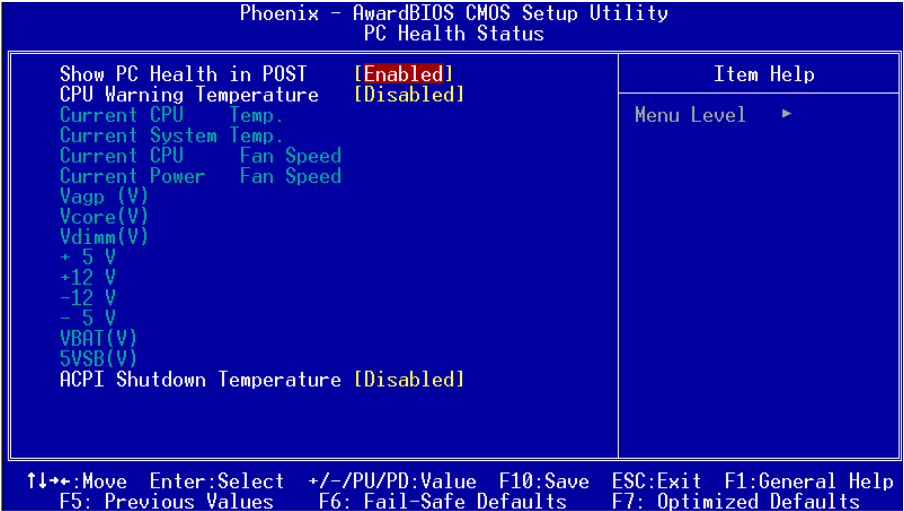 Phoenix - AwardBIOS CMOS Setup Utility
PC Health Status
Show PC Health in POST [Enabled]
CPU Warning Temperature [Disabled]
Current CPU Temp.
Current System Temp.
Current CPU Fan Speed
Current Power Fan Speed
Vagp (V)
Vcore(V)
Vdimm(V)
+ 5 V
+12 V
-12 V
- 5 V
VBAT(V)
5VSB(V)
ACPI Shutdown Temperature [Disabled]
Item Help
Menu Level ►
↑↓→←:Move Enter:Select +/-/PU/PD:Value F10:Save ESC:Exit F1:General Help
F5: Previous Values F6: Fail-Safe Defaults F7: Optimized Defaults